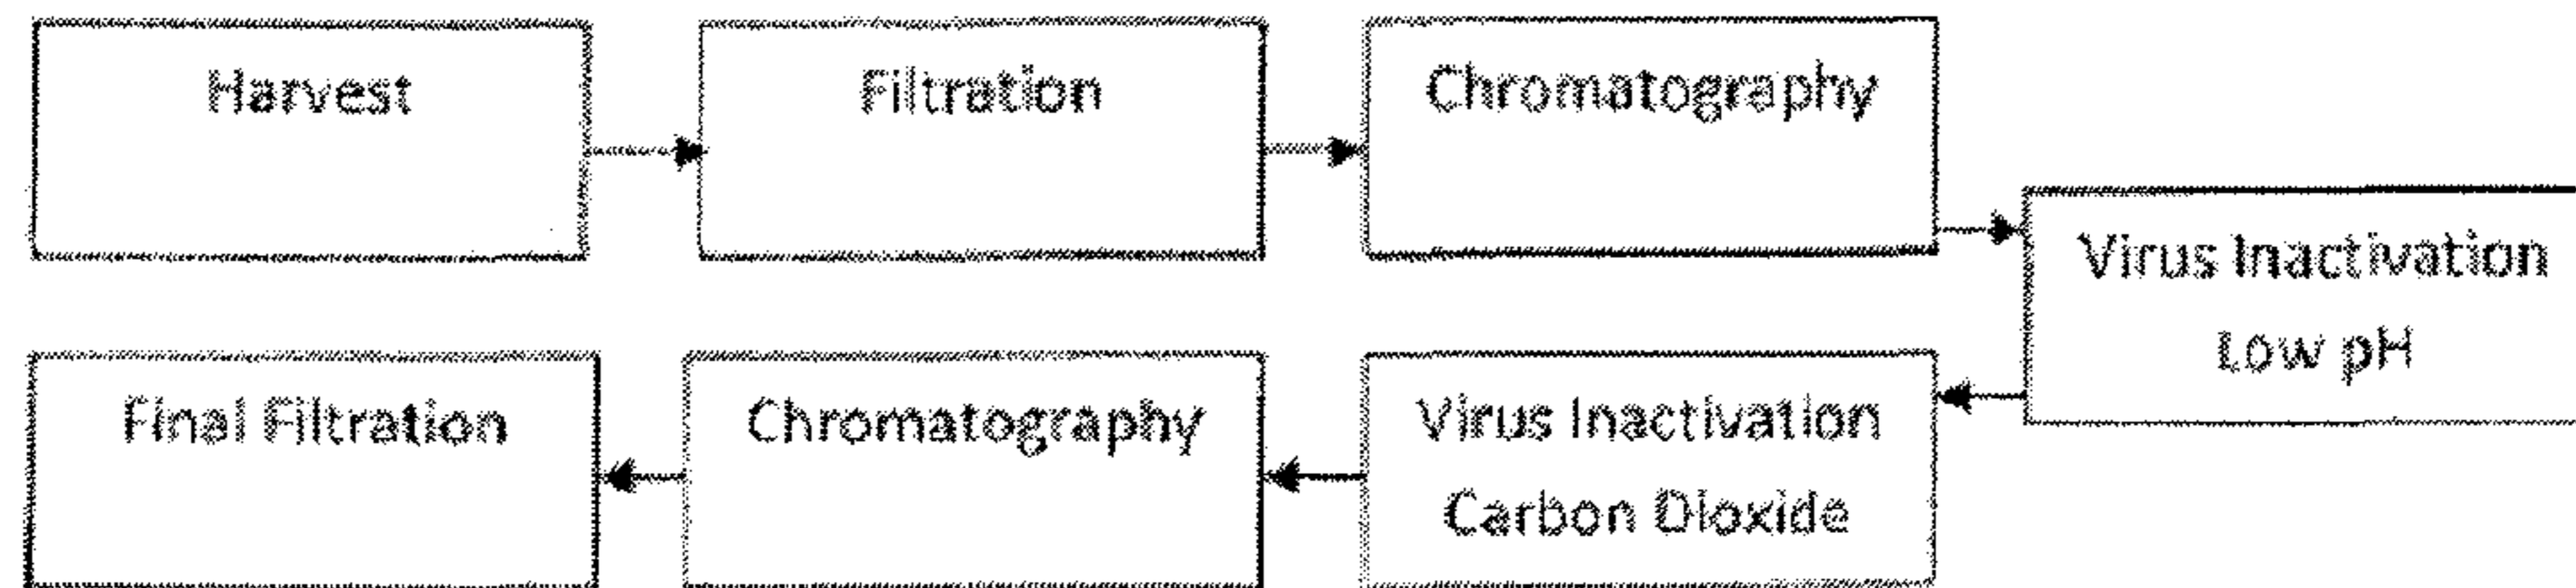 Harvest
Filtration
Chromatography
Virus Inactivation
Low pH
Virus Inactivation
Carbon Dioxide
Chromatography
Final Filtration